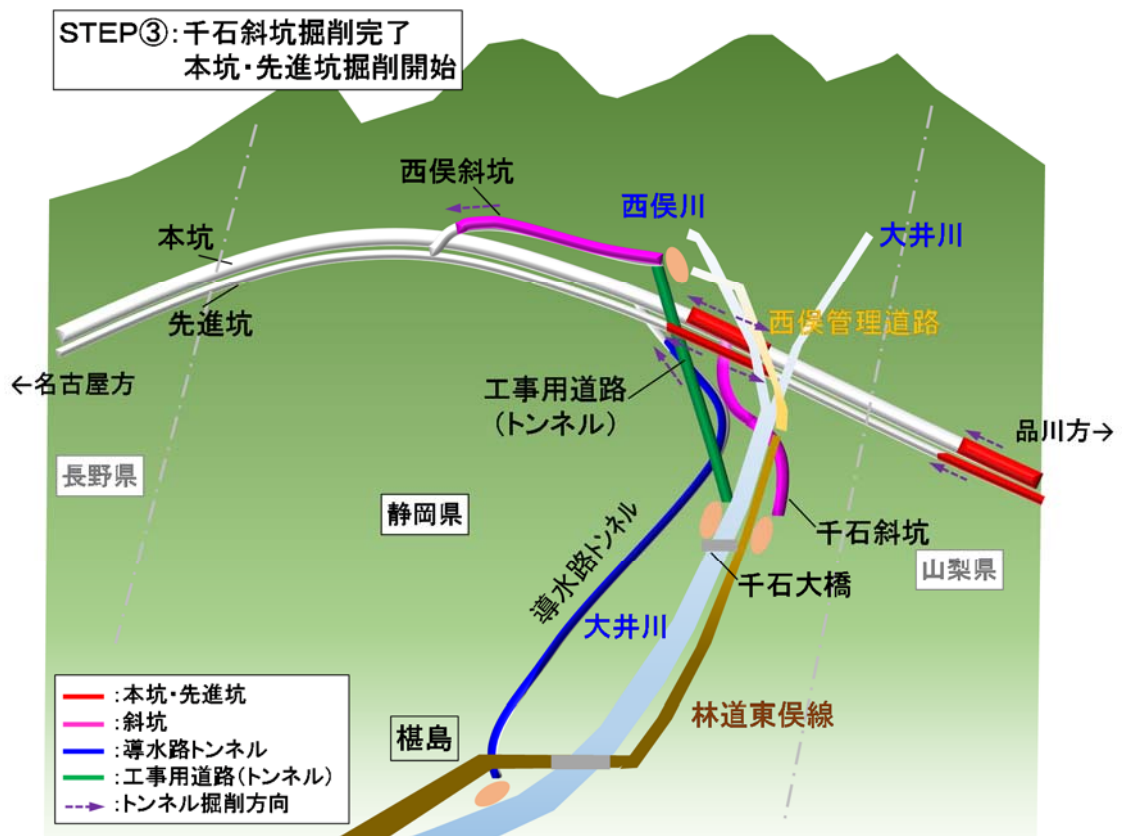 STEP③:千石斜坑掘削完了
本坑・先進坑掘削開始
西俣斜坑
西俣川
大井川
本坑
先進坑
西俣管理道路
←名古屋方
工事用道路
(トンネル)
品川方→
長野県
静岡県
千石斜坑
山梨県
千石大橋
導水路トンネル
大井川
林道東俣線
椹島
:本坑・先進坑
:斜坑
:導水路トンネル
:工事用道路(トンネル)
:トンネル掘削方向